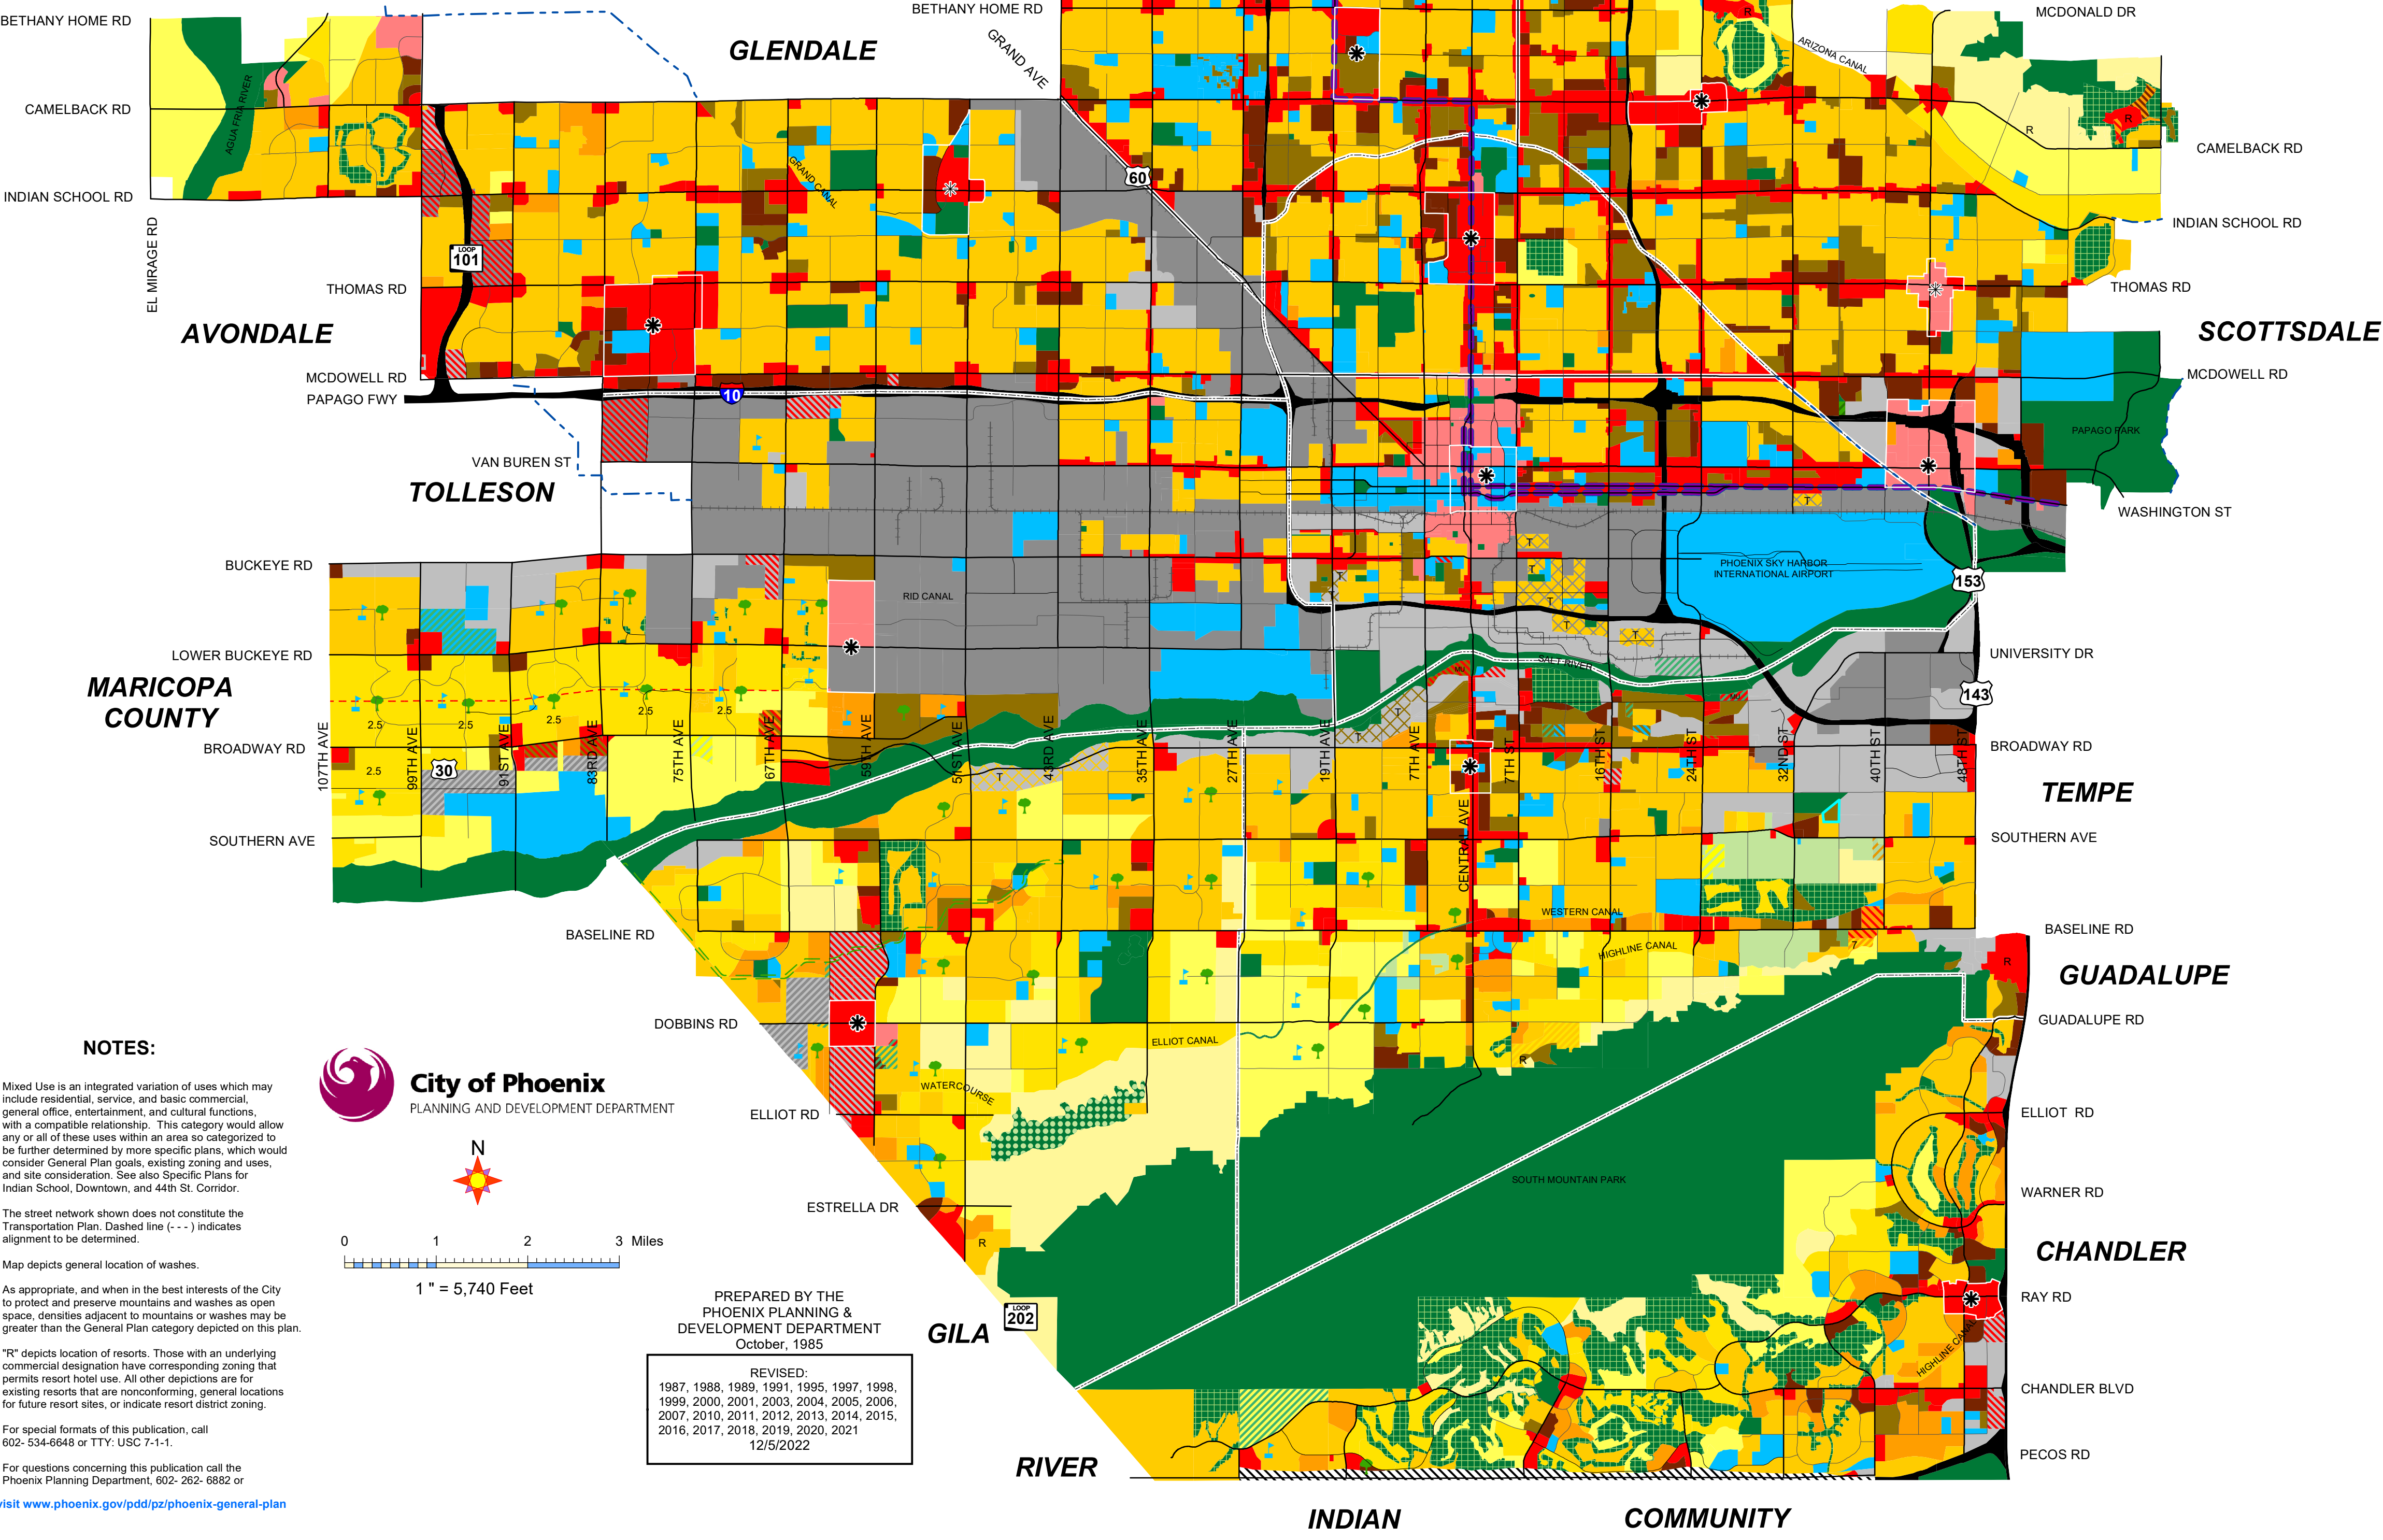 BETHANY HOME RD
BETHANY HOME RD
MCDONALD DR
GLENDALE
GRAND AVE
ARIZONA CANAL
R
CAMELBACK RD
AGUA FRIA RIVER
GRAND CANAL
60
R
R
CAMELBACK RD
INDIAN SCHOOL RD
INDIAN SCHOOL RD
EL MIRAGE RD
LOOP
101
THOMAS RD
THOMAS RD
AVONDALE
SCOTTSDALE
MCDOWELL RD
MCDOWELL RD
PAPAGO FWY
10
PAPAGO PARK
VAN BUREN ST
TOLLESON
T
WASHINGTON ST
BUCKEYE RD
T
PHOENIX SKY HARBOR
INTERNATIONAL AIRPORT
T
T
153
RID CANAL
T
T
T
LOWER BUCKEYE RD
UNIVERSITY DR
SALT RIVER
MU
MARICOPA
COUNTY
143
MU
2.5
2.5
2.5
2.5
2.5
T
T
BROADWAY RD
BROADWAY RD
107TH AVE
99TH AVE
91ST AVE
83RD AVE
75TH AVE
67TH AVE
59TH AVE
51ST AVE
43RD AVE
35TH AVE
27TH AVE
19TH AVE
7TH AVE
CENTRAL AVE
7TH ST
16TH ST
24TH ST
32ND ST
40TH ST
48TH ST
2.5
30
T
TEMPE
SOUTHERN AVE
SOUTHERN AVE
WESTERN CANAL
BASELINE RD
BASELINE RD
HIGHLINE CANAL
7
R
GUADALUPE
DOBBINS RD
GUADALUPE RD
ELLIOT CANAL
R
WATERCOURSE
ELLIOT RD
ELLIOT RD
SOUTH MOUNTAIN PARK
WARNER RD
ESTRELLA DR
R
CHANDLER
RAY RD
HIGHLINE CANAL
GILA
LOOP
202
CHANDLER BLVD
RIVER
PECOS RD
INDIAN
COMMUNITY
NOTES:
Mixed Use is an integrated variation of uses which may
include residential, service, and basic commercial,
general office, entertainment, and cultural functions,
with a compatible relationship. This category would allow
any or all of these uses within an area so categorized to
be further determined by more specific plans, which would
consider General Plan goals, existing zoning and uses,
and site consideration. See also Specific Plans for
Indian School, Downtown, and 44th St. Corridor.
The street network shown does not constitute the
Transportation Plan. Dashed line (- - - ) indicates
alignment to be determined.
Map depicts general location of washes.
As appropriate, and when in the best interests of the City
to protect and preserve mountains and washes as open
space, densities adjacent to mountains or washes may be
greater than the General Plan category depicted on this plan.
"R" depicts location of resorts. Those with an underlying
commercial designation have corresponding zoning that
permits resort hotel use. All other depictions are for
existing resorts that are nonconforming, general locations
for future resort sites, or indicate resort district zoning.
For special formats of this publication, call
602- 534-6648 or TTY: USC 7-1-1.
For questions concerning this publication call the
Phoenix Planning Department, 602- 262- 6882 or
visit www.phoenix.gov/pdd/pz/phoenix-general-plan
City of Phoenix
PLANNING AND DEVELOPMENT DEPARTMENT
N
0 1 2 3 Miles
1 " = 5,740 Feet
PREPARED BY THE
PHOENIX PLANNING &
DEVELOPMENT DEPARTMENT
October, 1985
REVISED:
1987, 1988, 1989, 1991, 1995, 1997, 1998,
1999, 2000, 2001, 2003, 2004, 2005, 2006,
2007, 2010, 2011, 2012, 2013, 2014, 2015,
2016, 2017, 2018, 2019, 2020, 2021
12/5/2022